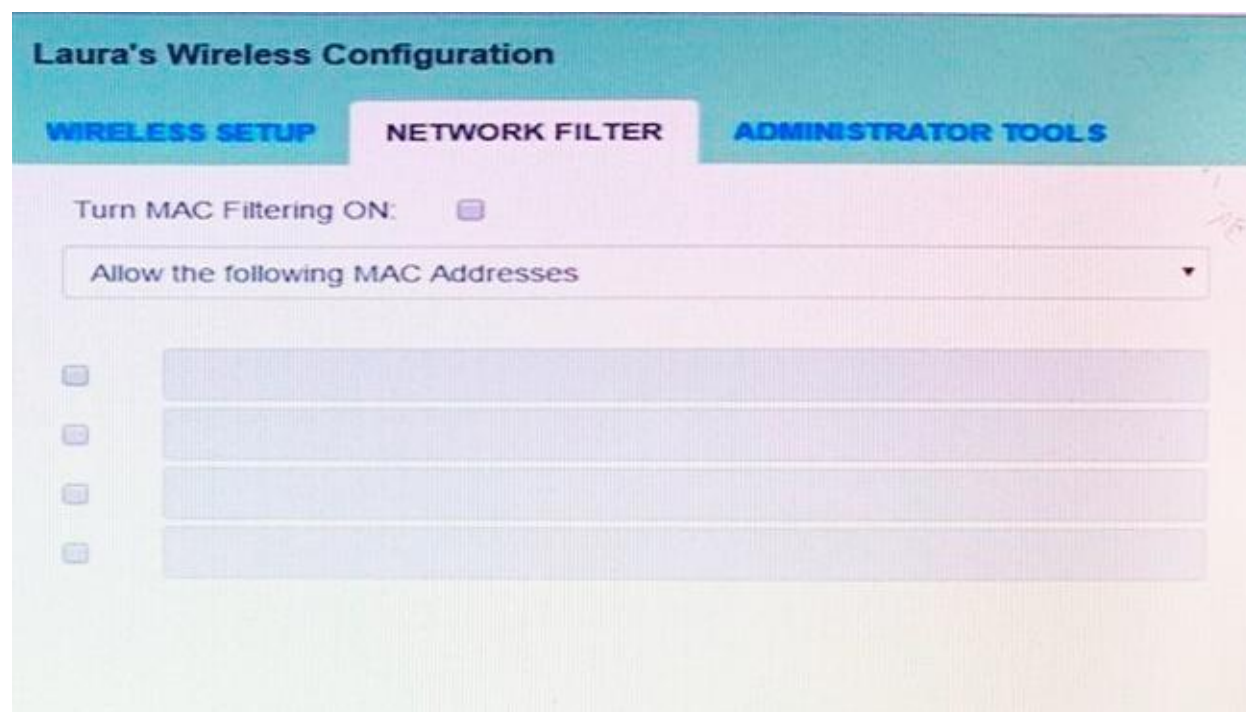 Laura's Wireless Configuration
WIRELESS SETUP NETWORK FILTER ADMINISTRATOR TOOLS
Turn MAC Filtering ON:
Allow the following MAC Addresses